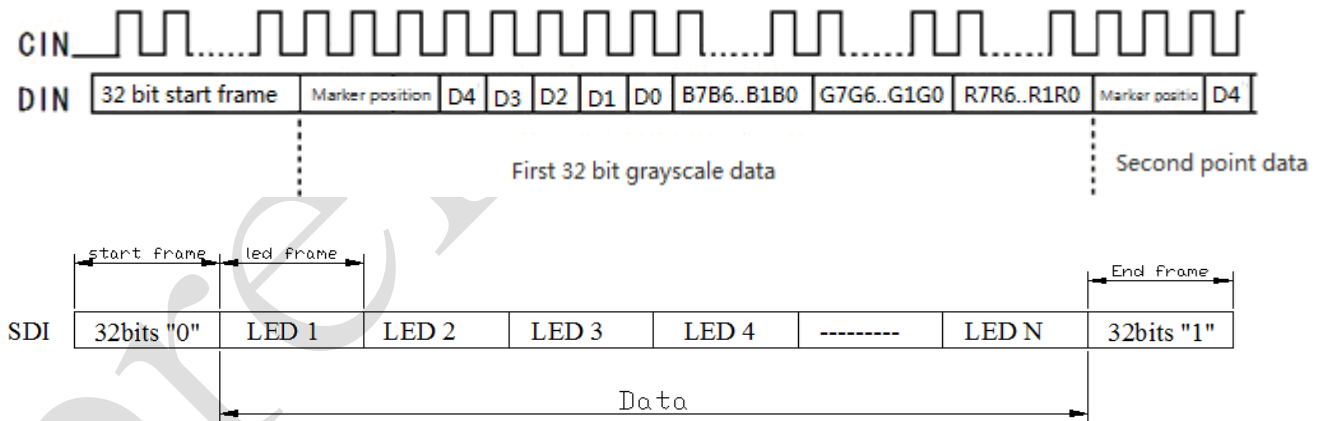 CIN
DIN 32 bit start frame Marker position D4 D3 D2 D1 D0 B7B6..B1B0 G7G6..G1G0 R7R6..R1R0 Marker positio D4
First 32 bit grayscale data Second point data
start frame led frame End frame
SDI 32bits "0" LED 1 LED 2 LED 3 LED 4 --------- LED N 32bits "1"
Data